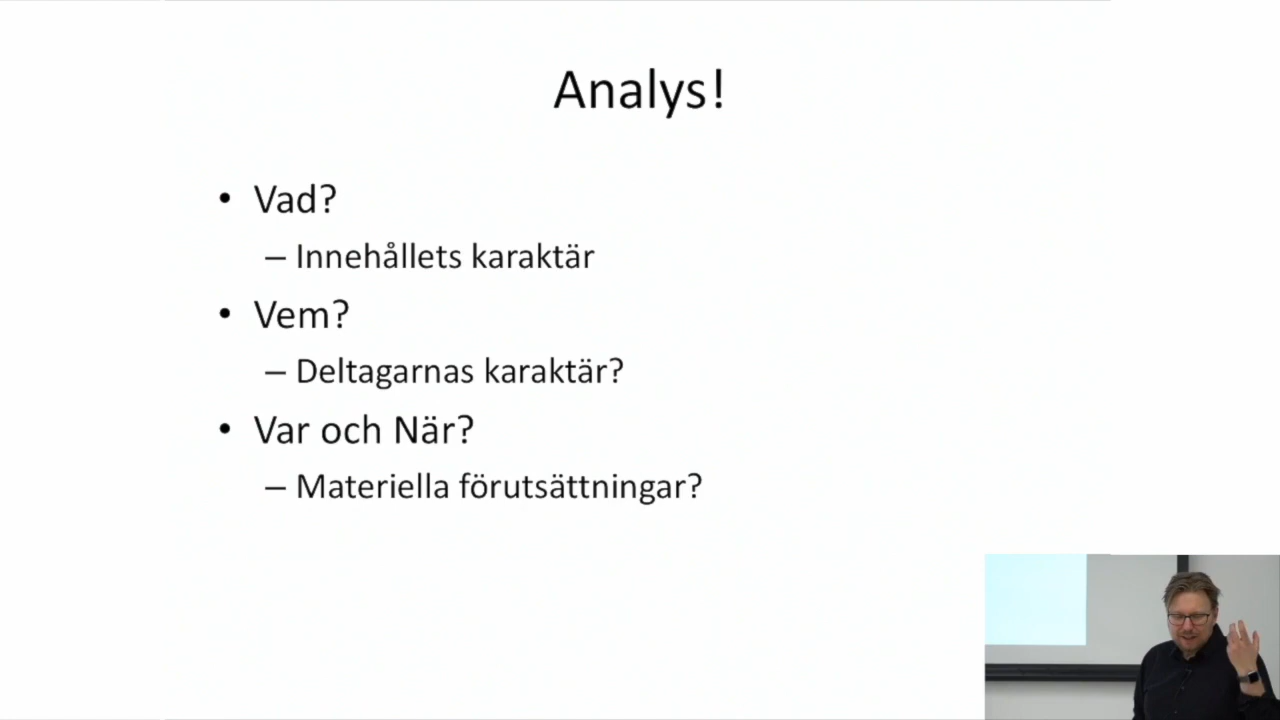 Analys!
• Vad?
– Innehållets karaktär
• Vem?
– Deltagarnas karaktär?
• Var och När?
– Materiella förutsättningar?